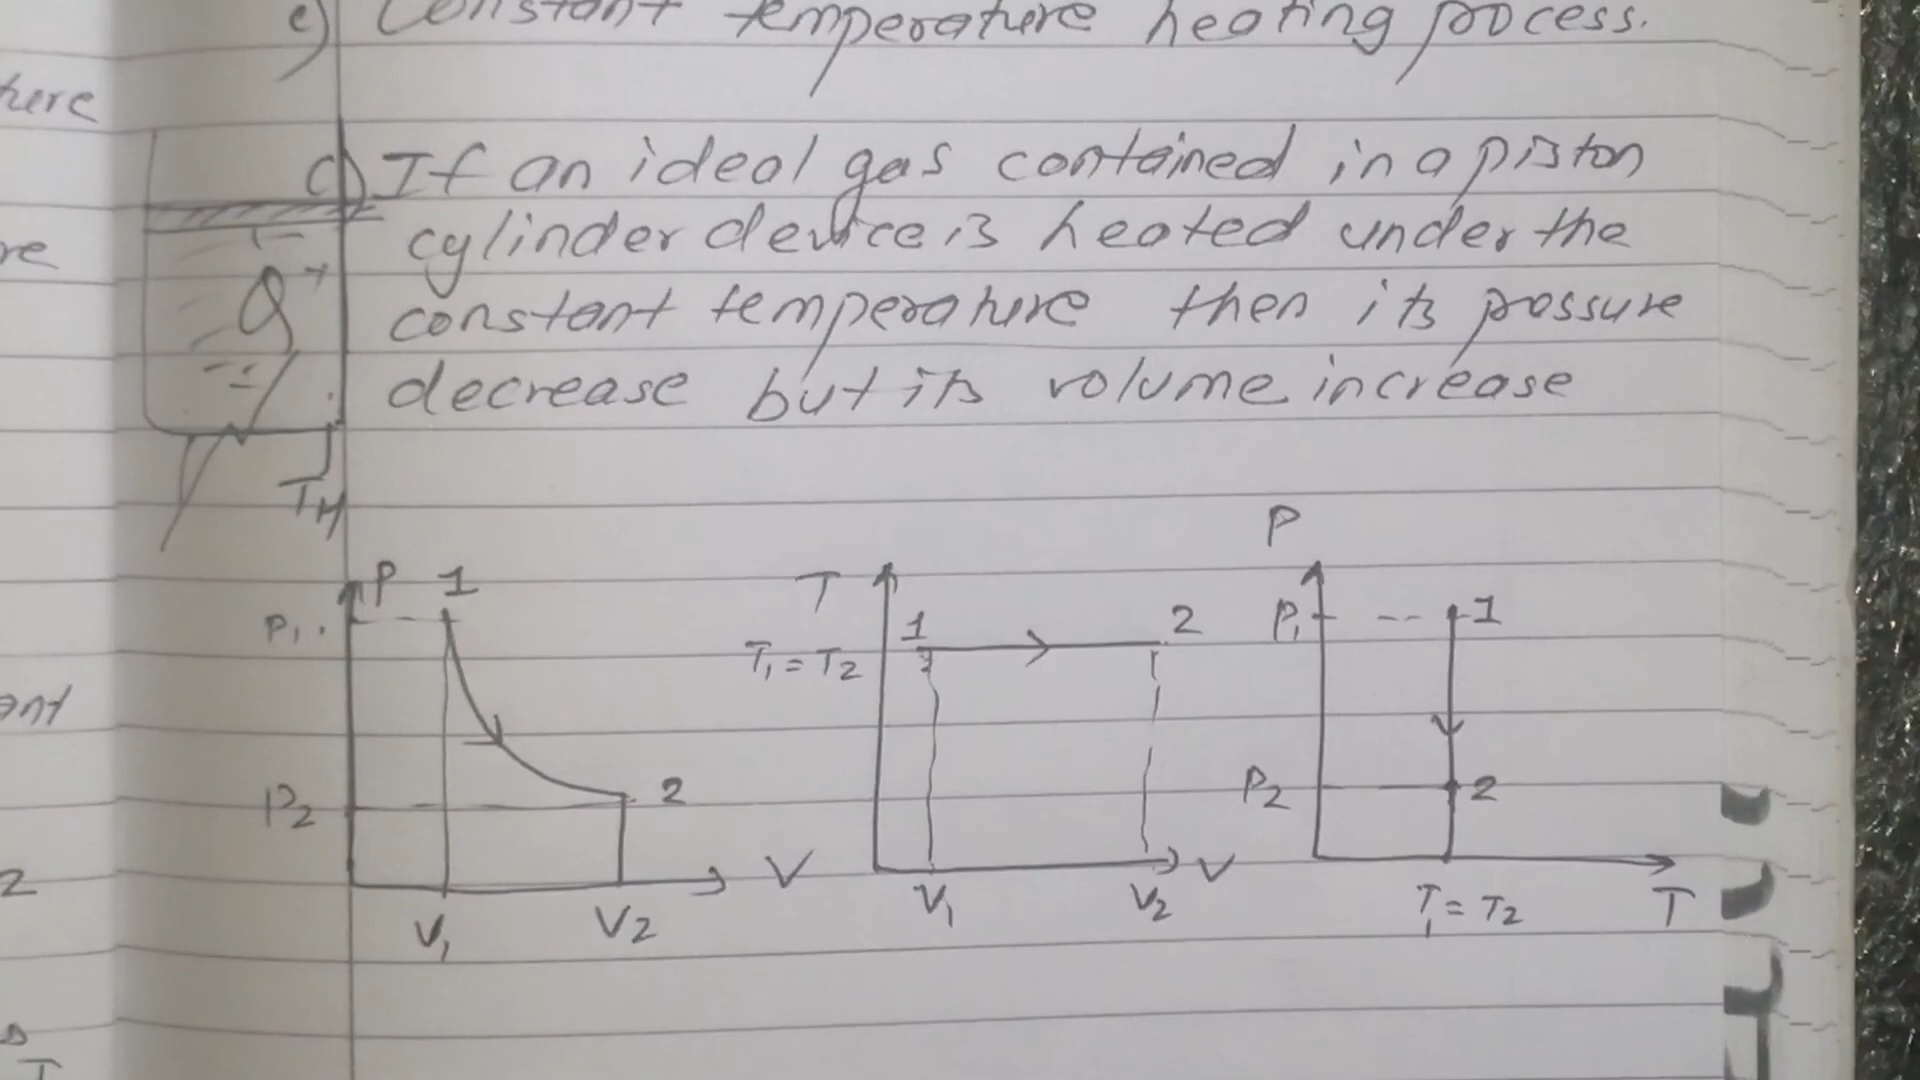 c) Constant temperature heating process.
here
c) If an ideal gas contained in a piston
re
cylinder device is heated under the
Q+
constant temperature then its pressure
decrease but its volume increase
TH
P
P 1 T 1 2 P1 1
P1 T1 = T2
ant
P2 2 P2 2
V V T
V1 V2 V1 V2 T1 = T2
2
T